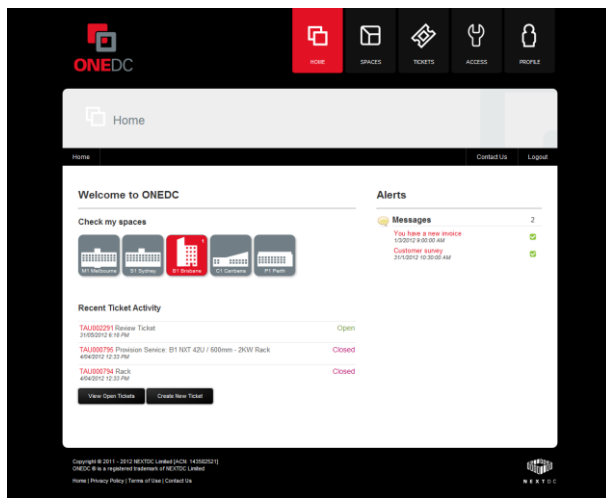 ONEDC
HOME
SPACES
TICKETS
ACCESS
PROFILE
Home
Home
Contact Us
Logout
Welcome to ONEDC
Alerts
Check my spaces
Messages
2
You have a new invoice
1/3/2012 9:00:00 AM
Customer survey
31/1/2012 10:30:00 AM
1
M1 Melbourne
S1 Sydney
B1 Brisbane
C1 Canberra
P1 Perth
Recent Ticket Activity
TAU002291 Review Ticket
Open
31/05/2012 6:19 PM
TAU000795 Provision Service: B1 NXT 42U / 600mm - 2KW Rack
Closed
4/04/2012 12:33 PM
TAU000794 Rack
Closed
4/04/2012 12:33 PM
View Open Tickets
Create New Ticket
Copyright © 2011 - 2012 NEXTDC Limited [ACN 143582521]
ONEDC ® is a registered trademark of NEXTDC Limited
Home | Privacy Policy | Terms of Use | Contact Us
NEXTDC